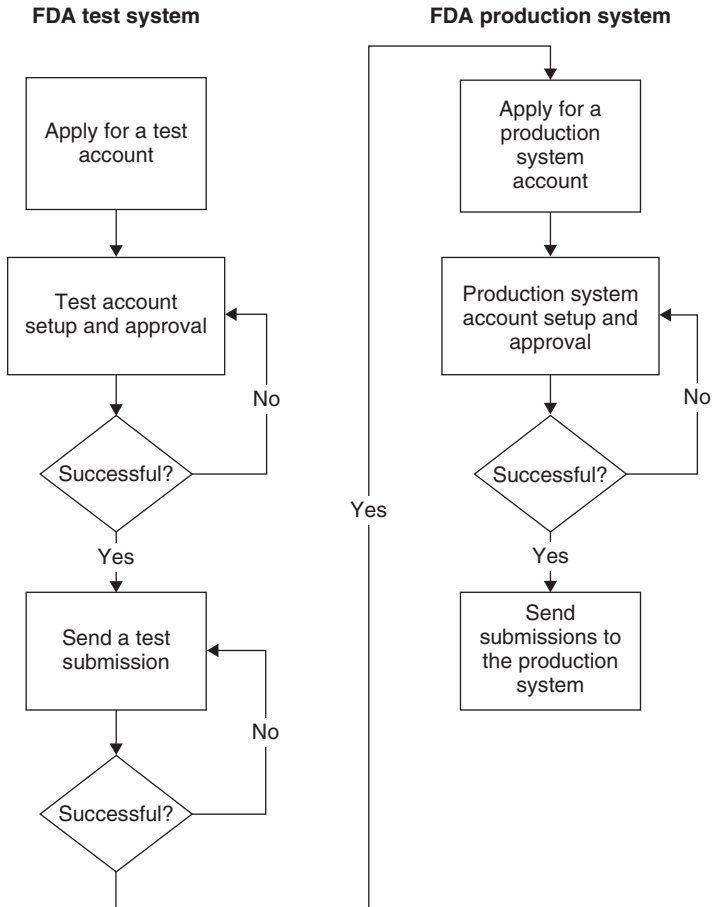 FDA test system
Apply for a test
account
Test account
setup and approval
No
Successful?
Yes
Send a test
submission
No
Successful?
Yes
FDA production system
Apply for a
production
system
account
Production system
account setup and
approval
No
Successful?
Yes
Send
submissions to
the production
system